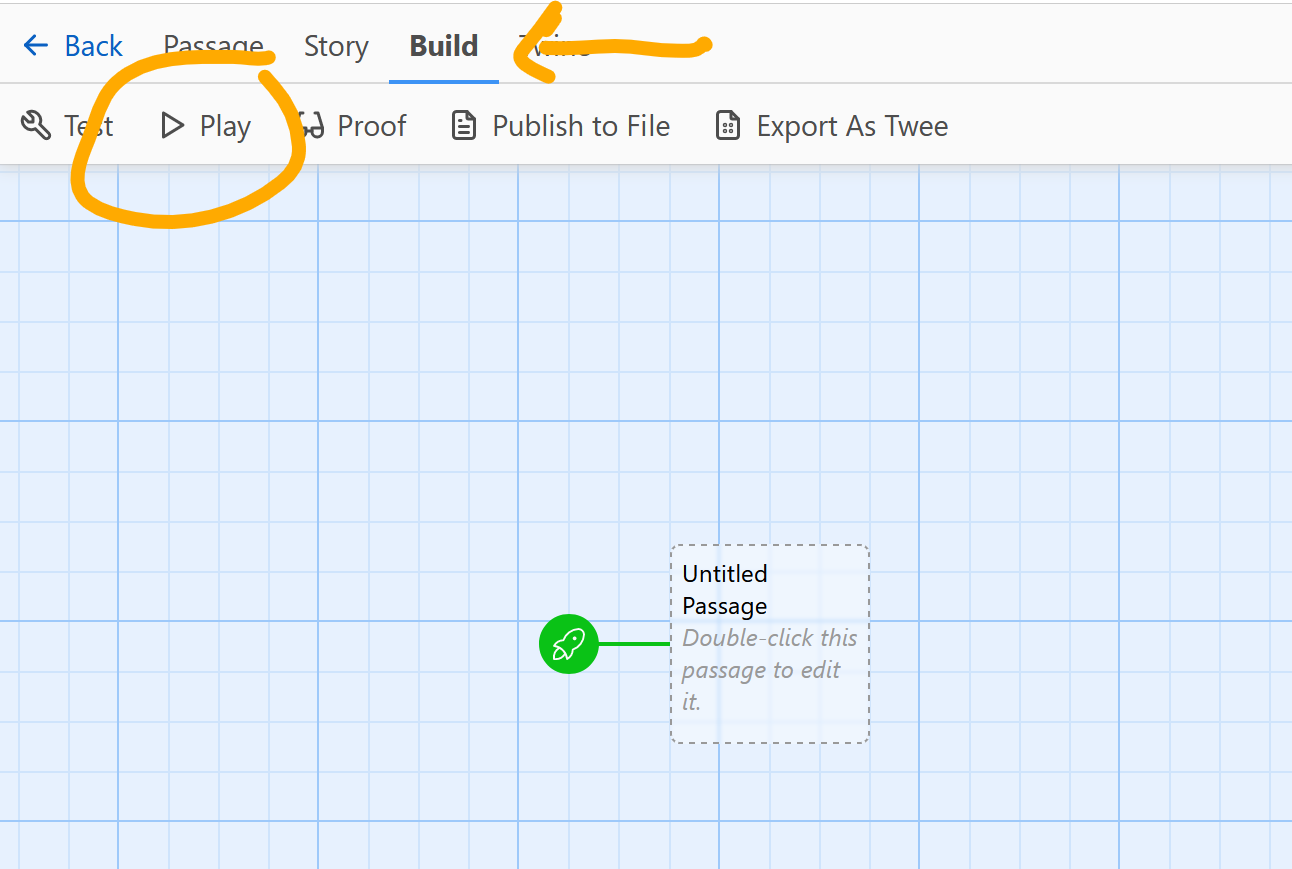 Back Passage Story Build Twine
Test Play Proof Publish to File Export As Twee
Untitled
Passage
Double-click this
passage to edit
it.